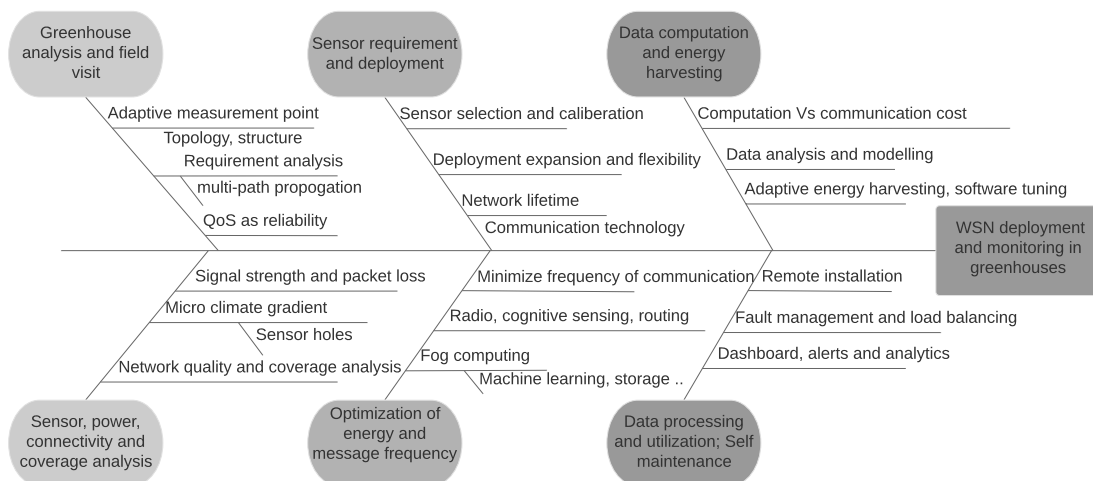 Greenhouse
analysis and field
visit
Sensor requirement
and deployment
Data computation
and energy
harvesting
Adaptive measurement point
Topology, structure
Requirement analysis
multi-path propogation
QoS as reliability
Sensor selection and caliberation
Deployment expansion and flexibility
Network lifetime
Communication technology
Computation Vs communication cost
Data analysis and modelling
Adaptive energy harvesting, software tuning
WSN deployment
and monitoring in
greenhouses
Signal strength and packet loss
Micro climate gradient
Sensor holes
Network quality and coverage analysis
Minimize frequency of communication
Radio, cognitive sensing, routing
Fog computing
Machine learning, storage ..
Remote installation
Fault management and load balancing
Dashboard, alerts and analytics
Sensor, power,
connectivity and
coverage analysis
Optimization of
energy and
message frequency
Data processing
and utilization; Self
maintenance